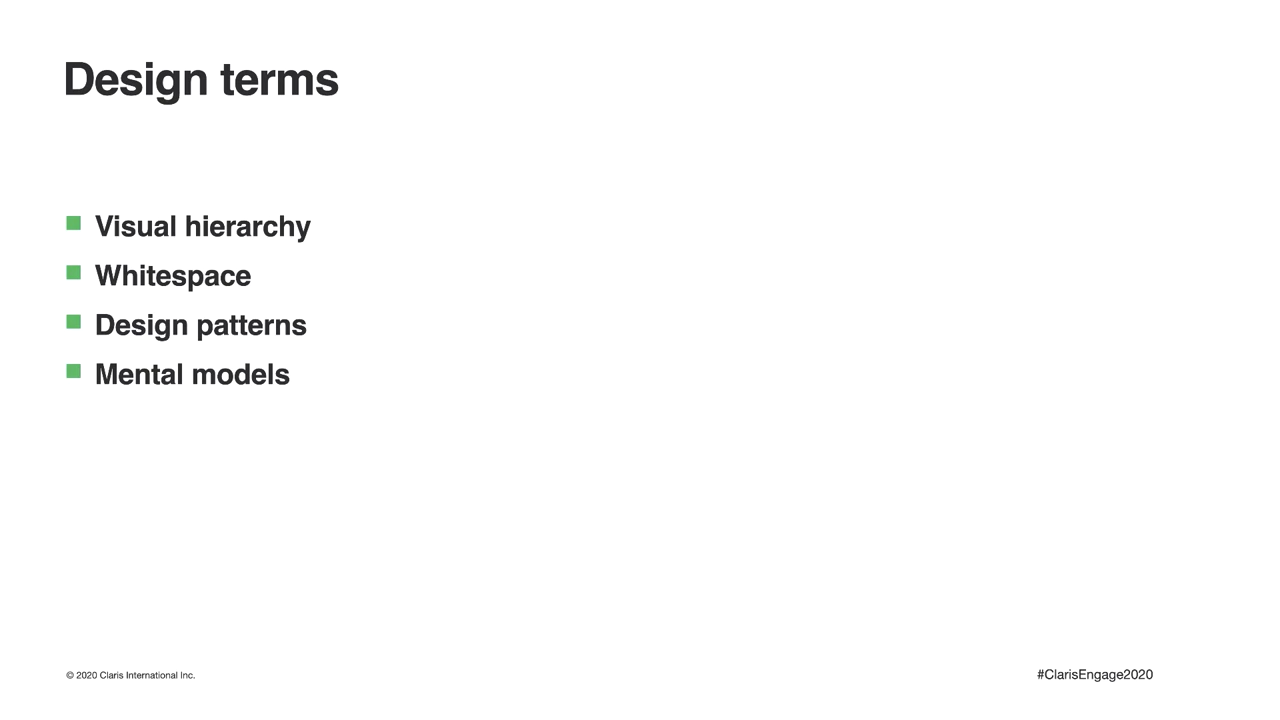 Design terms
Visual hierarchy
Whitespace
Design patterns
Mental models
© 2020 Claris International Inc.
#ClarisEngage2020